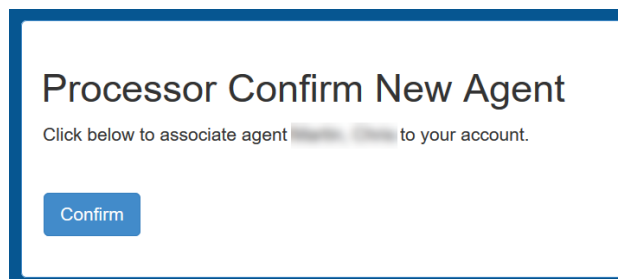 Processor Confirm New Agent
Click below to associate agent to your account.
Confirm